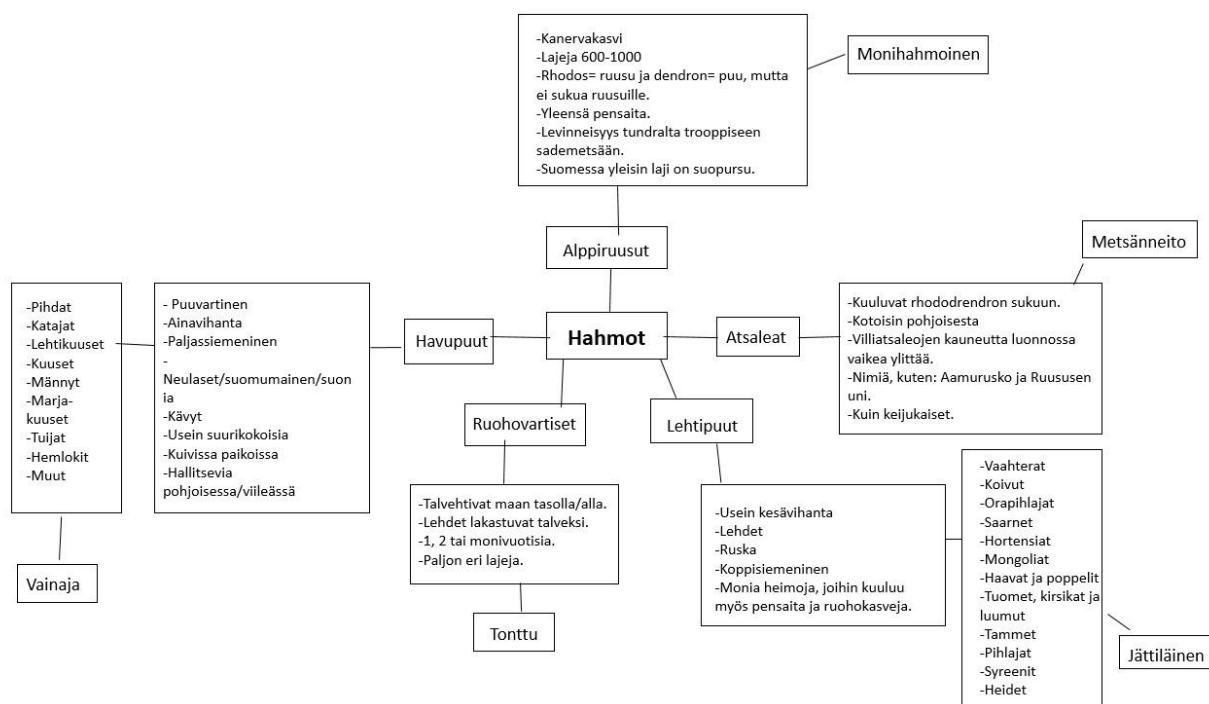 -Kanervakasvi
-Lajeja 600-1000
-Rhodos= ruusu ja dendron= puu, mutta
ei sukua ruusuille.
-Yleensä pensaita.
-Levinneisyys tundralta trooppiseen
sademetsään.
-Suomessa yleisin laji on suopursu.
Monihahmoinen
Alppiruusut
Metsänneito
-Pihdat
-Katajat
-Lehtikuuset
-Kuuset
-Männyt
-Marja-
kuuset
-Tuijat
-Hemlokit
-Muut
- Puuvartinen
-Ainavihanta
-Paljassiemeninen
-
Neulaset/suomumainen/suon
ia
-Kävyt
-Usein suurikokoisia
-Kuivissa paikoissa
-Hallitsevia
pohjoisessa/viileässä
Havupuut
Hahmot
Atsaleat
-Kuuluvat rhododrendron sukuun.
-Kotoisin pohjoisesta
-Villiatsaleojen kauneutta luonnossa
vaikea ylittää.
-Nimiä, kuten: Aamurusko ja Ruususen
uni.
-Kuin keijukaiset.
Ruohovartiset
Lehtipuut
-Talvehtivat maan tasolla/alla.
-Lehdet lakastuvat talveksi.
-1, 2 tai monivuotisia.
-Paljon eri lajeja.
-Usein kesävihanta
-Lehdet
-Ruska
-Koppisiemeninen
-Monia heimoja, joihin kuuluu
myös pensaita ja ruohokasveja.
-Vaahterat
-Koivut
-Orapihlajat
-Saarnet
-Hortensiat
-Mongoliat
-Haavat ja poppelit
-Tuomet, kirsikat ja
luumut
-Tammet
-Pihlajat
-Syreenit
-Heidet
Vainaja
Tonttu
Jättiläinen